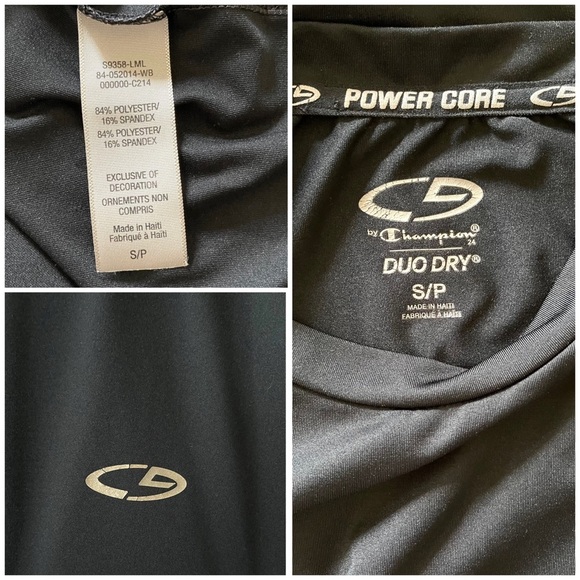 S9358-LML
84-052014-WB
000000-C214
84% POLYESTER/
16% SPANDEX
84% POLYESTER/
16% SPANDEX
EXCLUSIVE OF
DECORATION
ORNEMENTS NON
COMPRIS
Made in Haiti
Fabriqué à Haïti
S/P
POWER CORE
C9
by Champion
24
DUO DRY®
S/P
MADE IN HAITI
FABRIQUÉ À HAÏTI
C9